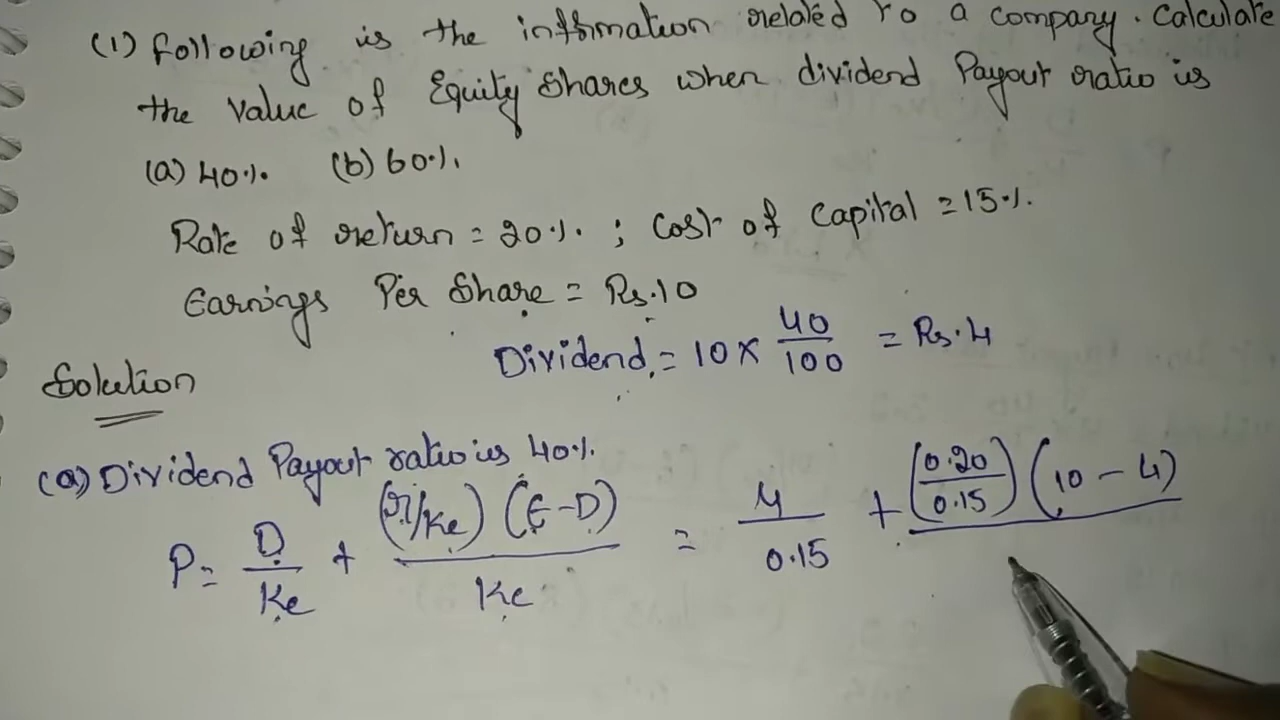 (1) Following is the information related to a company. Calculate
the Value of Equity Shares when dividend Payout ratio is
(a) 40%. (b) 60%.
Rate of return = 20%. ; Cost of Capital = 15%.
Earnings Per Share = Rs.10
Dividend = 10 × 40/100 = Rs.4
Solution
(a) Dividend Payout ratio is 40%.
P = D/Ke + (r/Ke) (E-D)/Ke = 4/0.15 + (0.20/0.15) (10-4)